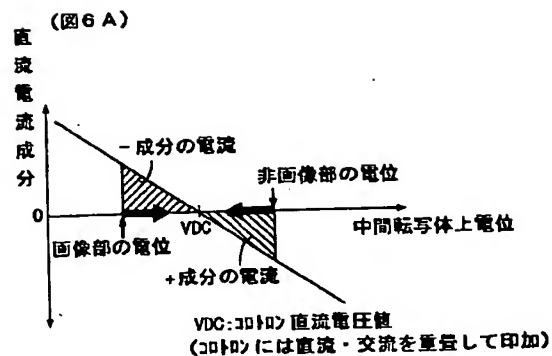 (図6A)
直流電流成分
－成分の電流
非画像部の電位
0
VDC
中間転写体上電位
画像部の電位
＋成分の電流
VDC:コロトロン直流電圧値
(コロトロンには直流・交流を重畳して印加)